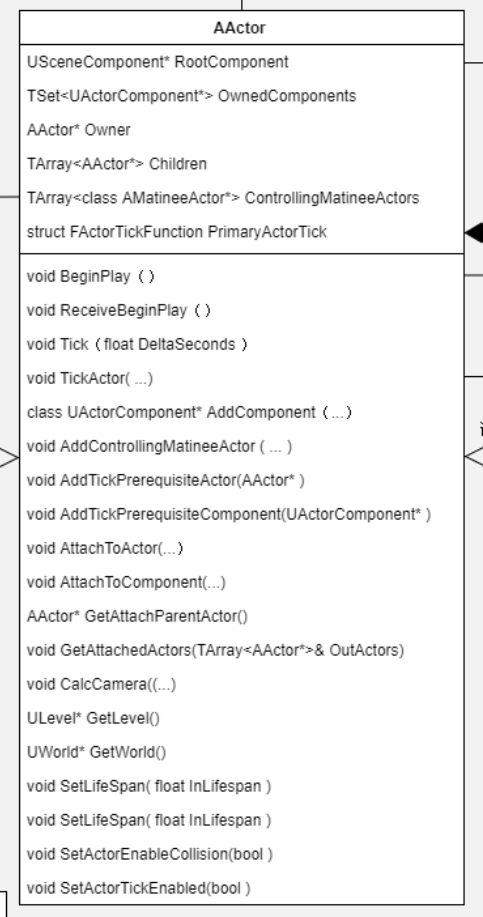 AActor
USceneComponent* RootComponent
TSet<UActorComponent*> OwnedComponents
AActor* Owner
TArray<AActor*> Children
TArray<class AMatineeActor*> ControllingMatineeActors
struct FActorTickFunction PrimaryActorTick
void BeginPlay（）
void ReceiveBeginPlay（）
void Tick（float DeltaSeconds）
void TickActor( ...)
class UActorComponent* AddComponent（...）
void AddControllingMatineeActor ( ... )
void AddTickPrerequisiteActor(AActor* )
void AddTickPrerequisiteComponent(UActorComponent* )
void AttachToActor(...）
void AttachToComponent(...)
AActor* GetAttachParentActor()
void GetAttachedActors(TArray<AActor*>& OutActors)
void CalcCamera((...)
ULevel* GetLevel()
UWorld* GetWorld()
void SetLifeSpan( float InLifespan )
void SetLifeSpan( float InLifespan )
void SetActorEnableCollision(bool )
void SetActorTickEnabled(bool )